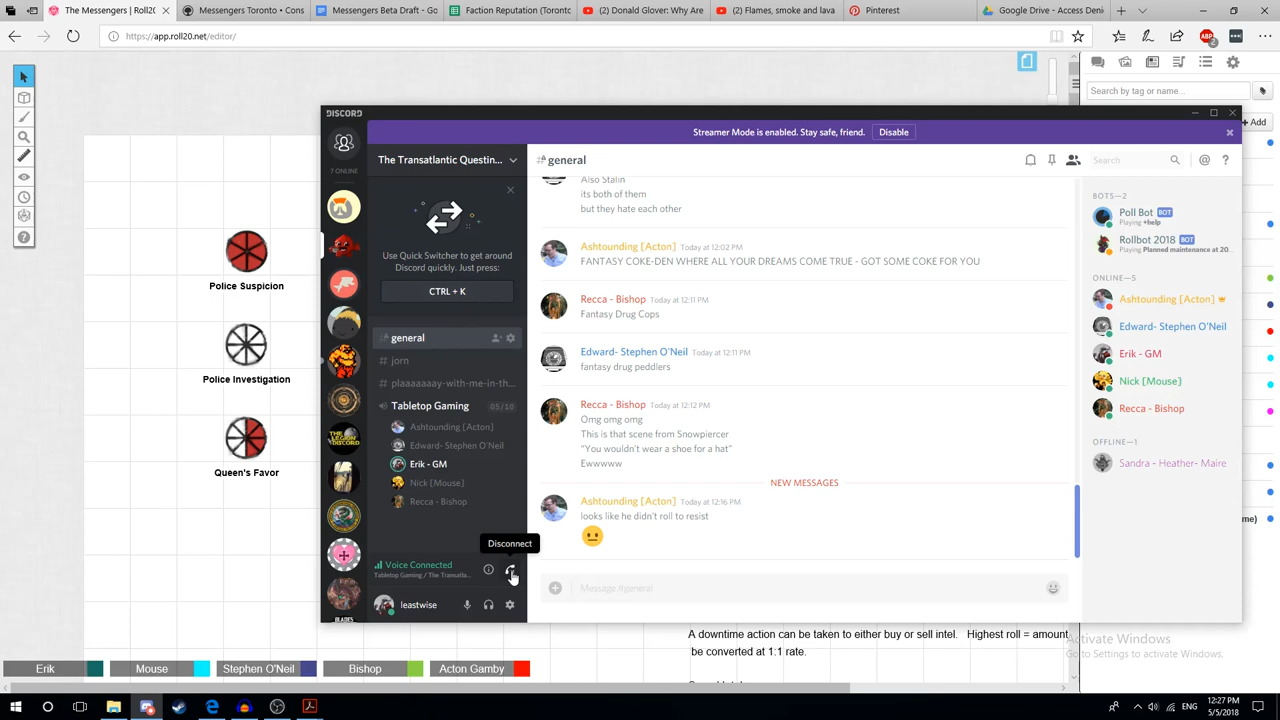 The Messengers | Roll20
Messengers Toronto • Cons
Messengers Beta Draft - Go
Faction Reputation (Toront
(2) Donald Glover: Why Are
(2) Flames, smoke and lava
Pinterest
Google Drive - Access Deni
https://app.roll20.net/editor/
ABP
2
Search by tag or name...
+ Add
DISCORD
7 ONLINE
Streamer Mode is enabled. Stay safe, friend.
Disable
The Transatlantic Questin...
#general
Search
Use Quick Switcher to get around
Discord quickly. Just press:
CTRL + K
general
# jorn
# plaaaaaay-with-me-in-th...
Tabletop Gaming
05/10
Ashtounding [Acton]
Edward- Stephen O'Neil
Erik - GM
Nick [Mouse]
Recca - Bishop
Disconnect
Voice Connected
Tabletop Gaming / The Transatla...
leastwise
THE LEGION DISCORD
BLADES
Also Stalin
its both of them
but they hate each other
Ashtounding [Acton] Today at 12:02 PM
FANTASY COKE-DEN WHERE ALL YOUR DREAMS COME TRUE - GOT SOME COKE FOR YOU
Recca - Bishop Today at 12:11 PM
Fantasy Drug Cops
Edward- Stephen O'Neil Today at 12:11 PM
fantasy drug peddlers
Recca - Bishop Today at 12:12 PM
Omg omg omg
This is that scene from Snowpiercer
"You wouldn't wear a shoe for a hat"
Ewwwww
NEW MESSAGES
Ashtounding [Acton] Today at 12:16 PM
looks like he didn't roll to resist
Message #general
BOTS—2
Poll Bot BOT
Playing +help
Rollbot 2018 BOT
Playing Planned maintenance at 20...
ONLINE—5
Ashtounding [Acton]
Edward- Stephen O'Neil
Erik - GM
Nick [Mouse]
Recca - Bishop
OFFLINE—1
Sandra - Heather- Maire
Police Suspicion
Police Investigation
Queen's Favor
me)
A downtime action can be taken to either buy or sell intel. Highest roll = amount
be converted at 1:1 rate.
Activate Windows
Go to Settings to activate Windows.
Erik
Mouse
Stephen O'Neil
Bishop
Acton Gamby
12:27 PM
5/5/2018